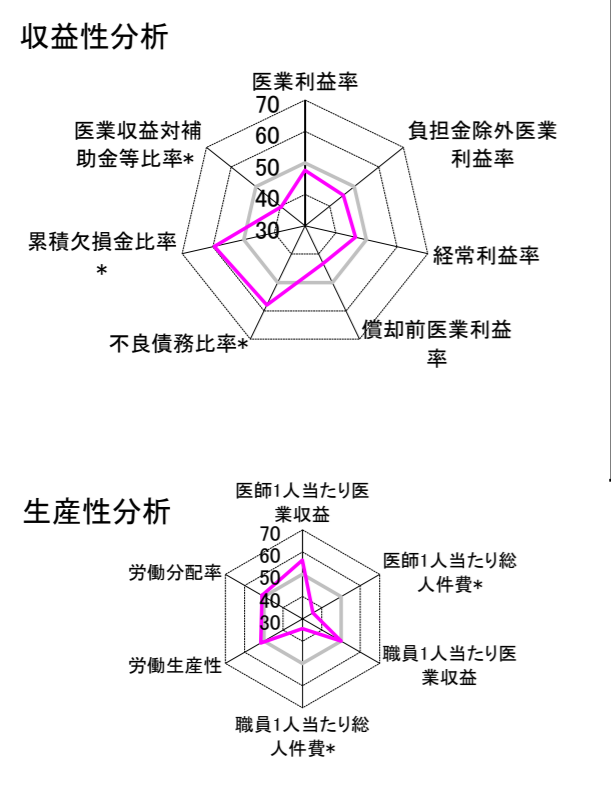 収益性分析
医業利益率
70
60
50
40
30
負担金除外医業
利益率
経常利益率
償却前医業利益
率
不良債務比率*
累積欠損金比率
*
医業収益対補
助金等比率*
生産性分析
医師1人当たり医
業収益
70
60
50
40
30
医師1人当たり総
人件費*
職員1人当たり医
業収益
職員1人当たり総
人件費*
労働生産性
労働分配率